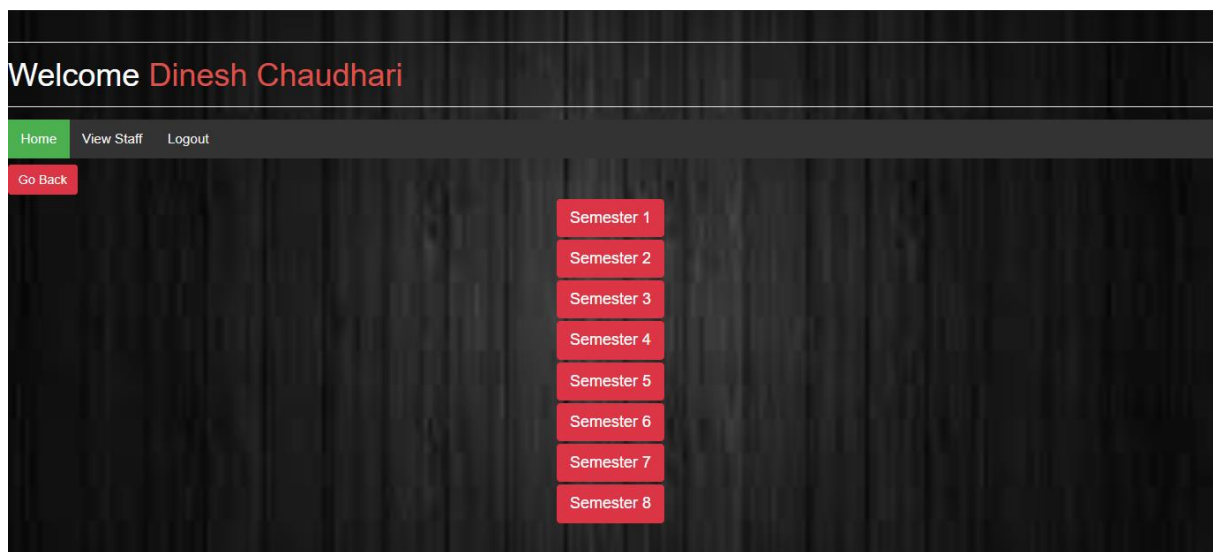 Welcome Dinesh Chaudhari
Home View Staff Logout
Go Back
Semester 1
Semester 2
Semester 3
Semester 4
Semester 5
Semester 6
Semester 7
Semester 8